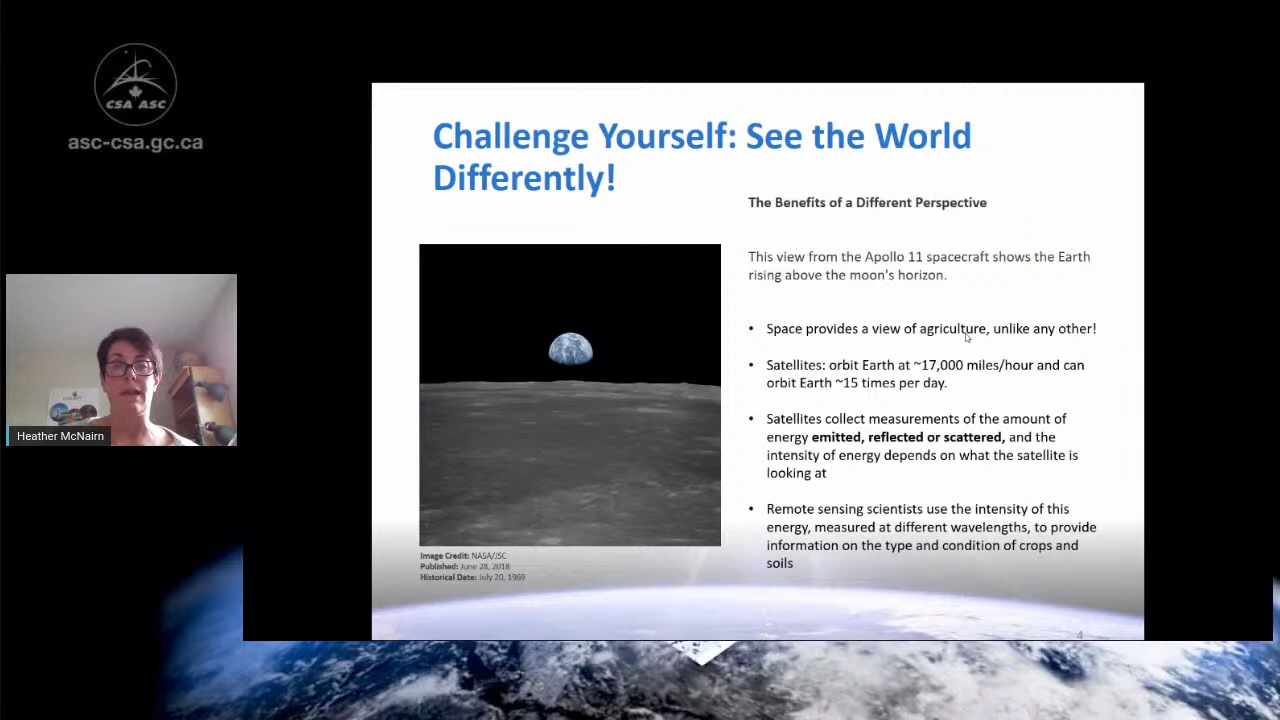 CSA ASC
asc-csa.gc.ca
Challenge Yourself: See the World
Differently!
The Benefits of a Different Perspective
This view from the Apollo 11 spacecraft shows the Earth
rising above the moon's horizon.
• Space provides a view of agriculture, unlike any other!
• Satellites: orbit Earth at ~17,000 miles/hour and can
orbit Earth ~15 times per day.
• Satellites collect measurements of the amount of
energy emitted, reflected or scattered, and the
intensity of energy depends on what the satellite is
looking at
• Remote sensing scientists use the intensity of this
energy, measured at different wavelengths, to provide
information on the type and condition of crops and
soils
Image Credit: NASA/JSC
Published: June 28, 2018
Historical Date: July 20, 1969
4
Heather McNairn